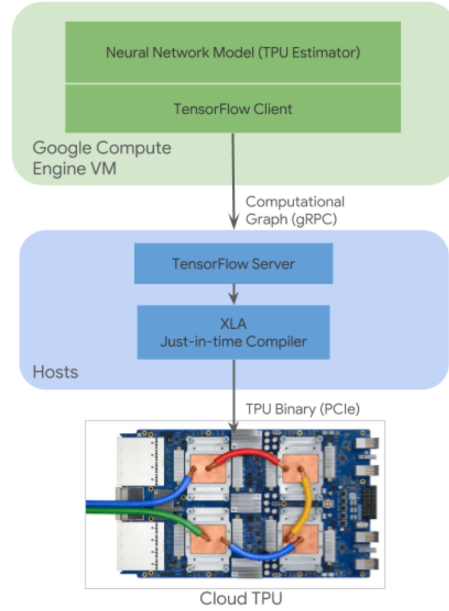 Neural Network Model (TPU Estimator)
TensorFlow Client
Google Compute
Engine VM
Computational
Graph (gRPC)
TensorFlow Server
XLA
Just-in-time Compiler
Hosts
TPU Binary (PCIe)
Cloud TPU